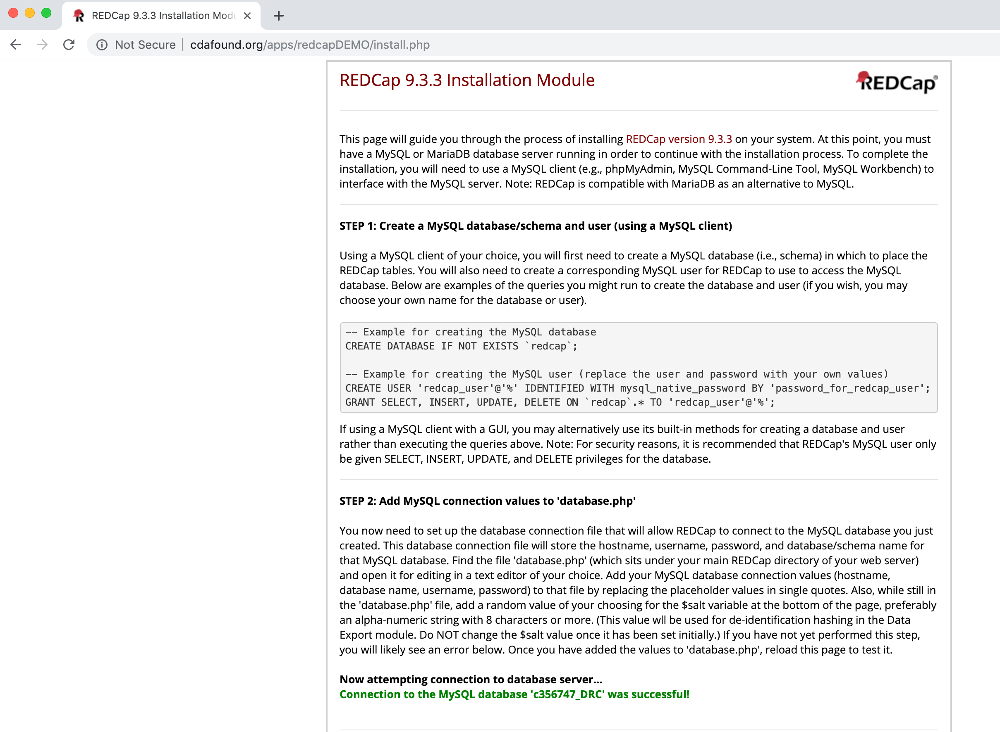 REDCap 9.3.3 Installation Modu
Not Secure | cdafound.org/apps/redcapDEMO/install.php
REDCap 9.3.3 Installation Module
REDCap®
This page will guide you through the process of installing REDCap version 9.3.3 on your system. At this point, you must
have a MySQL or MariaDB database server running in order to continue with the installation process. To complete the
installation, you will need to use a MySQL client (e.g., phpMyAdmin, MySQL Command-Line Tool, MySQL Workbench) to
interface with the MySQL server. Note: REDCap is compatible with MariaDB as an alternative to MySQL.
STEP 1: Create a MySQL database/schema and user (using a MySQL client)
Using a MySQL client of your choice, you will first need to create a MySQL database (i.e., schema) in which to place the
REDCap tables. You will also need to create a corresponding MySQL user for REDCap to use to access the MySQL
database. Below are examples of the queries you might run to create the database and user (if you wish, you may
choose your own name for the database or user).
-- Example for creating the MySQL database
CREATE DATABASE IF NOT EXISTS `redcap`;
-- Example for creating the MySQL user (replace the user and password with your own values)
CREATE USER 'redcap_user'@'%' IDENTIFIED WITH mysql_native_password BY 'password_for_redcap_user';
GRANT SELECT, INSERT, UPDATE, DELETE ON `redcap`.* TO 'redcap_user'@'%';
If using a MySQL client with a GUI, you may alternatively use its built-in methods for creating a database and user
rather than executing the queries above. Note: For security reasons, it is recommended that REDCap's MySQL user only
be given SELECT, INSERT, UPDATE, and DELETE privileges for the database.
STEP 2: Add MySQL connection values to 'database.php'
You now need to set up the database connection file that will allow REDCap to connect to the MySQL database you just
created. This database connection file will store the hostname, username, password, and database/schema name for
that MySQL database. Find the file 'database.php' (which sits under your main REDCap directory of your web server)
and open it for editing in a text editor of your choice. Add your MySQL database connection values (hostname,
database name, username, password) to that file by replacing the placeholder values in single quotes. Also, while still in
the 'database.php' file, add a random value of your choosing for the $salt variable at the bottom of the page, preferably
an alpha-numeric string with 8 characters or more. (This value wll be used for de-identification hashing in the Data
Export module. Do NOT change the $salt value once it has been set initially.) If you have not yet performed this step,
you will likely see an error below. Once you have added the values to 'database.php', reload this page to test it.
Now attempting connection to database server...
Connection to the MySQL database 'c356747_DRC' was successful!